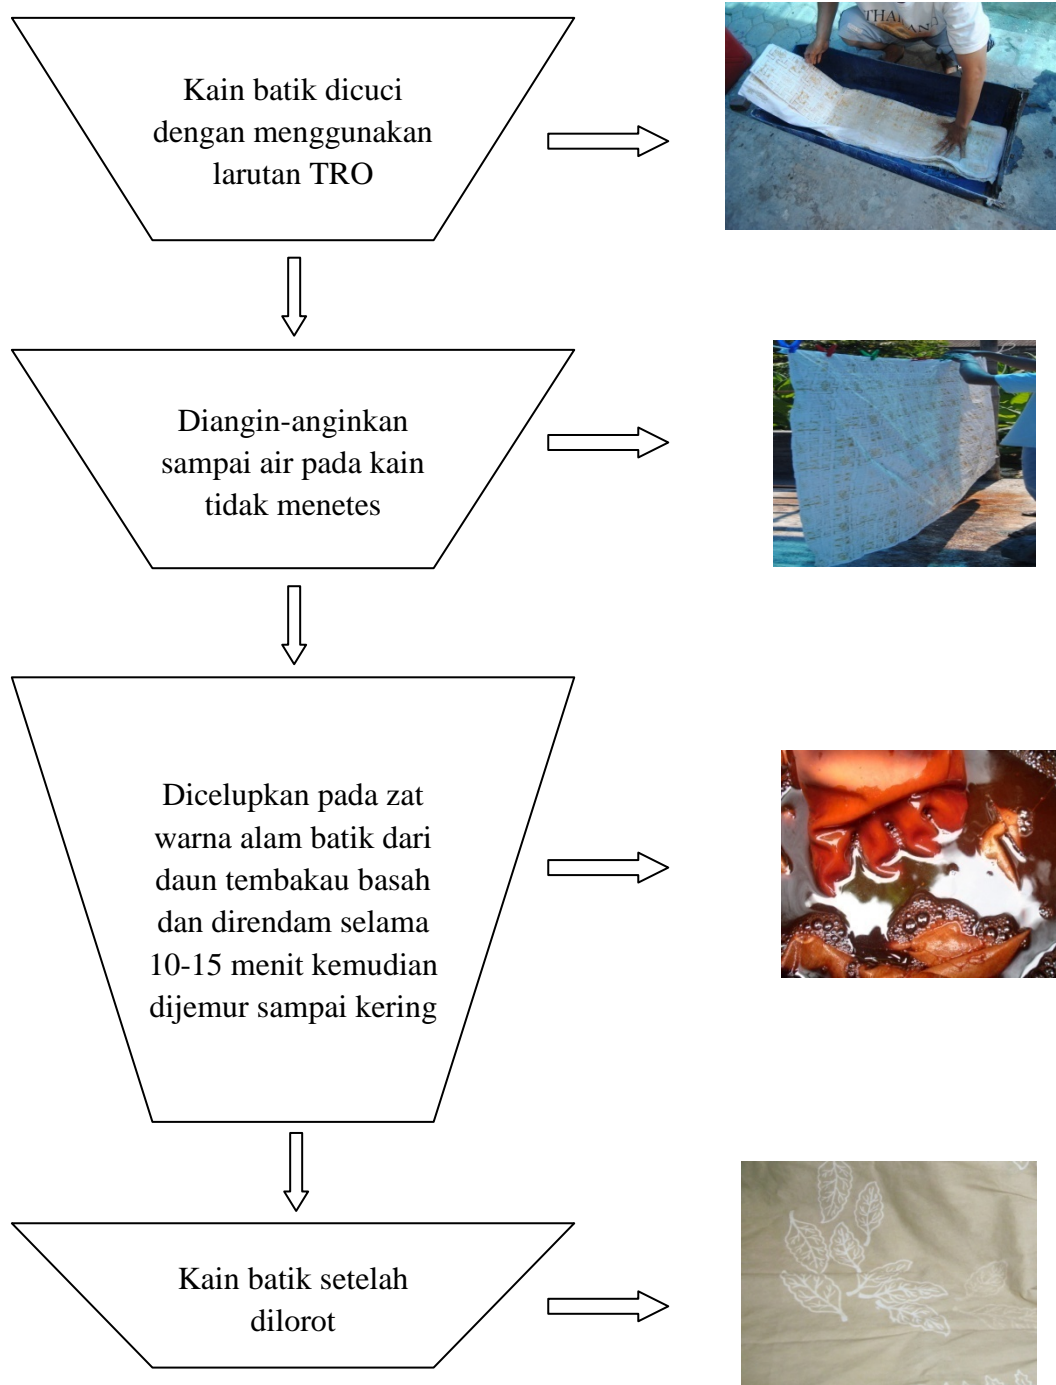 Kain batik dicuci
dengan menggunakan
larutan TRO
THA
AN
Diangin-anginkan
sampai air pada kain
tidak menetes
Dicelupkan pada zat
warna alam batik dari
daun tembakau basah
dan direndam selama
10-15 menit kemudian
dijemur sampai kering
Kain batik setelah
dilorot